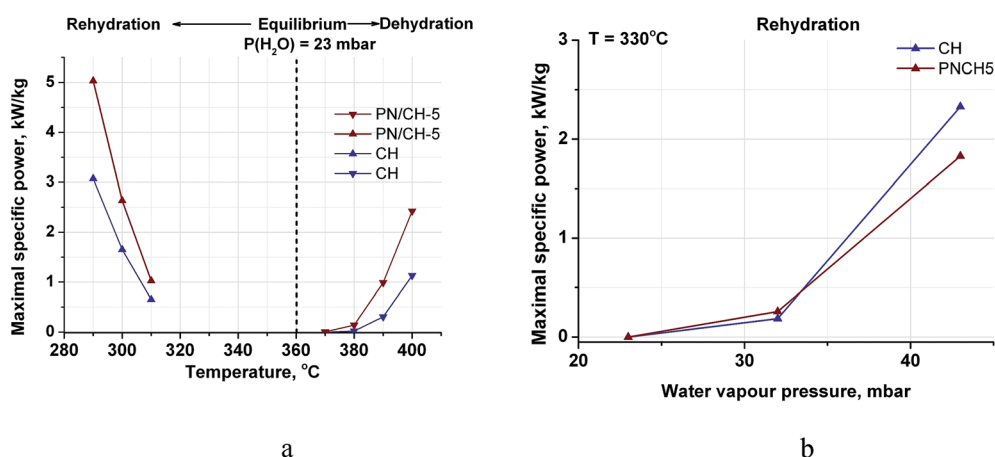 Rehydration Equilibrium Dehydration
P(H₂O) = 23 mbar
Maximal specific power, kW/kg
5
4
3
2
1
0
PN/CH-5
PN/CH-5
CH
CH
280 300 320 340 360 380 400
Temperature, °C
a
Rehydration
T = 330°C
Maximal specific power, kW/kg
3
2
1
0
CH
PNCH5
20 30 40
Water vapour pressure, mbar
b